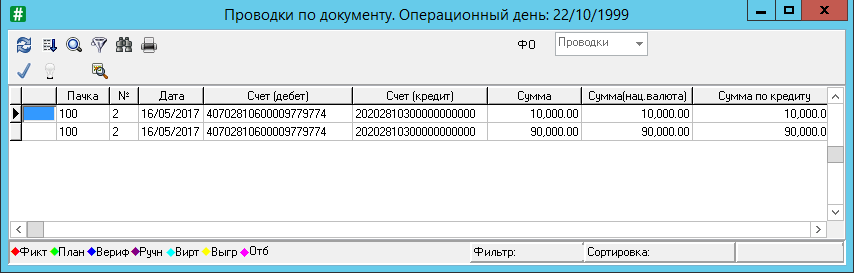 #
Проводки по документу. Операционный день: 22/10/1999
ФО Проводки
Пачка № Дата Счет (дебет) Счет (кредит) Сумма Сумма(нац.валюта) Сумма по кредиту
100 2 16/05/2017 40702810600009779774 20202810300000000000 10,000.00 10,000.00 10,000.0
100 2 16/05/2017 40702810600009779774 20202810300000000000 90,000.00 90,000.00 90,000.0
Фикт План Вериф Ручн Вирт Выгр Отб Фильтр: Сортировка: